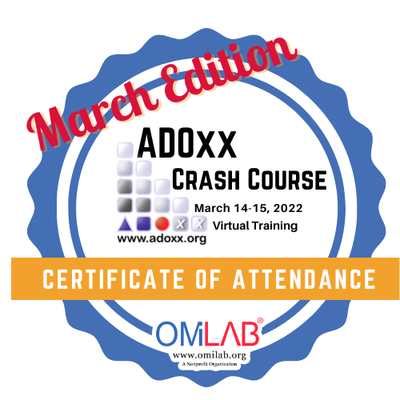 March Edition
ADOxx
CRASH COURSE
March 14-15, 2022
X X Virtual Training
www.adoxx.org
CERTIFICATE OF ATTENDANCE
OMiLAB®
www.omilab.org
A Nonprofit Organization